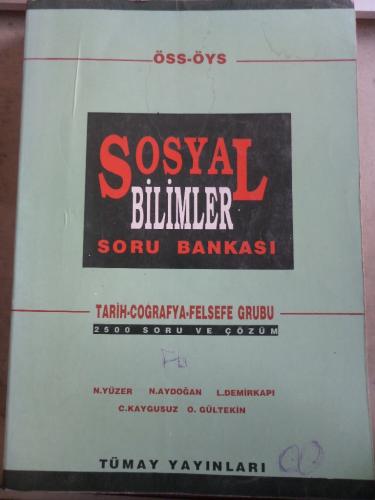 ÖSS-ÖYS
SOSYAL
BİLİMLER
SORU BANKASI
TARİH-COĞRAFYA-FELSEFE GRUBU
2500 SORU VE ÇÖZÜM
N.YÜZER N.AYDOĞAN L.DEMİRKAPI
C.KAYGUSUZ O.GÜLTEKİN
TÜMAY YAYINLARI